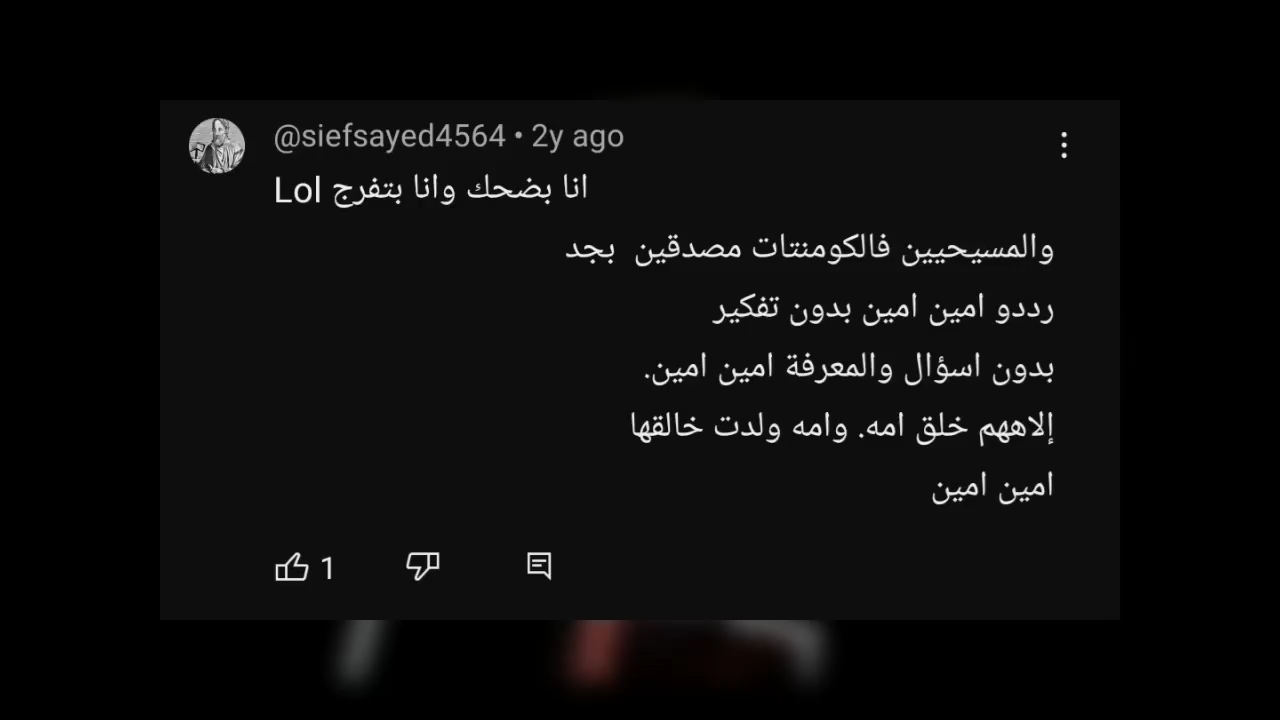 @siefsayed4564 • 2y ago
انا بضحك وانا بتفرج Lol
والمسيحيين فالكومنتات مصدقين  بجد
رددو امين امين بدون تفكير
بدون اسؤال والمعرفة امين امين.
إلاههم خلق امه. وامه ولدت خالقها
امين امين
1